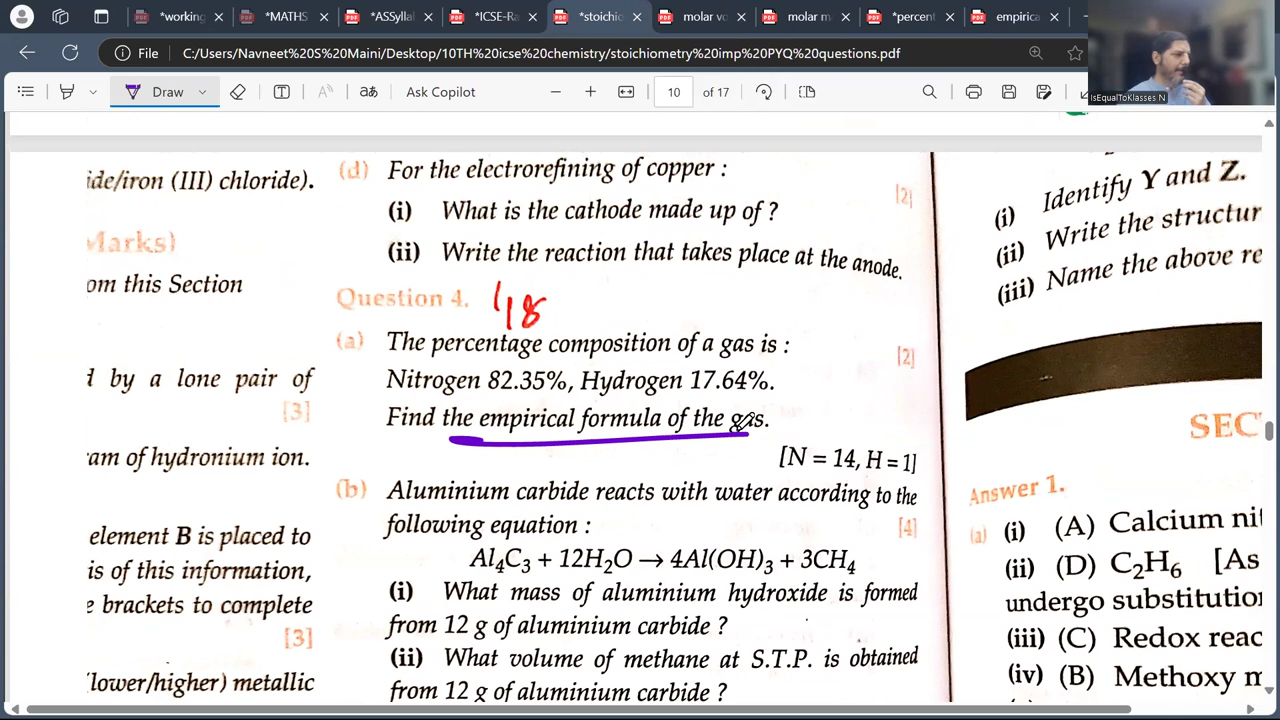 *working
*MATHS
*ASSyllal
*ICSE-Ra
*stoichio
molar vo
molar ma
*percent
empirica
File
C:/Users/Navneet%20S%20Maini/Desktop/10TH%20icse%20chemistry/stoichiometry%20imp%20PYQ%20questions.pdf
Draw
Ask Copilot
10 of 17
IsEqualToKlasses N
ide/iron (III) chloride).
Marks)
om this Section
d by a lone pair of
[3]
ram of hydronium ion.
element B is placed to
is of this information,
e brackets to complete
[3]
(lower/higher) metallic
(d) For the electrorefining of copper :
[2]
(i) What is the cathode made up of ?
(ii) Write the reaction that takes place at the anode.
Question 4.
18
(a) The percentage composition of a gas is :
[2]
Nitrogen 82.35%, Hydrogen 17.64%.
Find the empirical formula of the gas.
[N = 14, H = 1]
(b) Aluminium carbide reacts with water according to the
following equation :
[4]
Al₄C₃ + 12H₂O → 4Al(OH)₃ + 3CH₄
(i) What mass of aluminium hydroxide is formed
from 12 g of aluminium carbide ?
(ii) What volume of methane at S.T.P. is obtained
from 12 g of aluminium carbide ?
(i) Identify Y and Z.
(ii) Write the structur
(iii) Name the above re
SEC
Answer 1.
(a) (i) (A) Calcium nit
(ii) (D) C₂H₆ [As
undergo substitution
(iii) (C) Redox reac
(iv) (B) Methoxy m